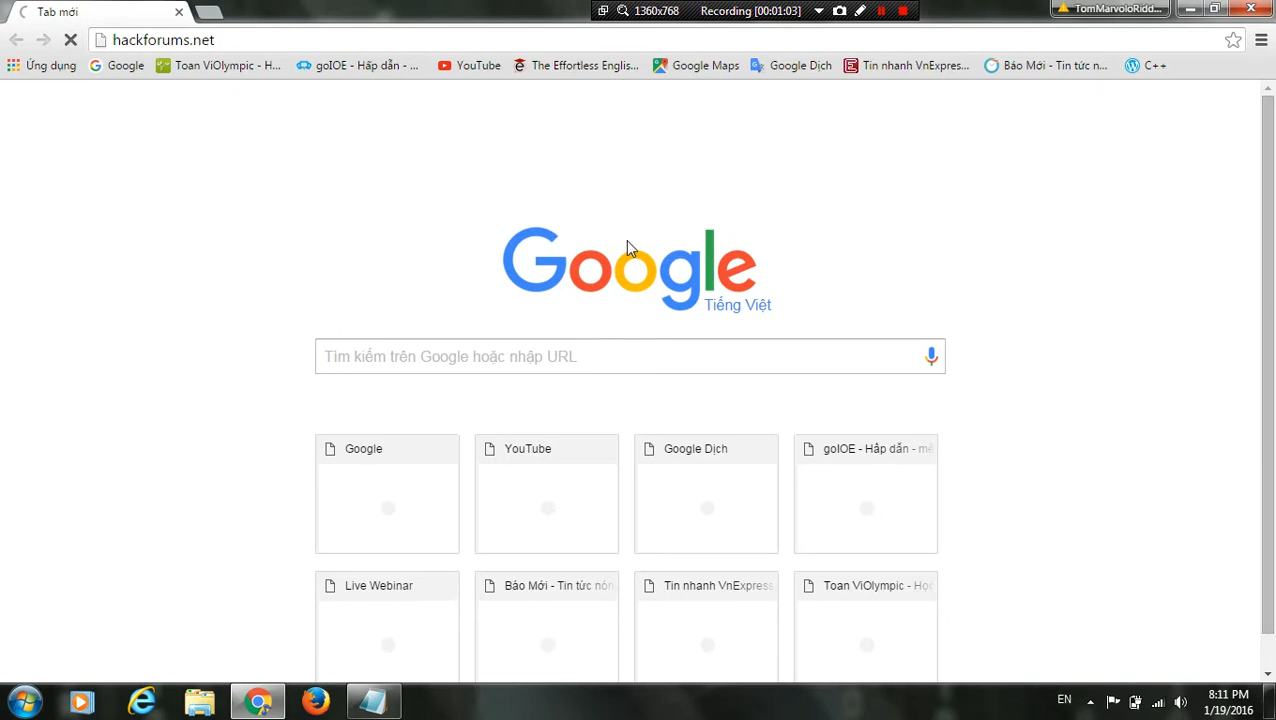 Tab mới
1360x768
Recording [00:01:03]
TomMarvoloRidd...
hackforums.net
Ứng dụng
Google
Toan ViOlympic - H...
goIOE - Hấp dẫn - ...
YouTube
The Effortless Englis...
Google Maps
Google Dịch
Tin nhanh VnExpres...
Báo Mới - Tin tức n...
C++
Google
Tiếng Việt
Tìm kiếm trên Google hoặc nhập URL
Google
YouTube
Google Dịch
goIOE - Hấp dẫn - mê
Live Webinar
Báo Mới - Tin tức nón
Tin nhanh VnExpress
Toan ViOlympic - Học
EN
8:11 PM
1/19/2016